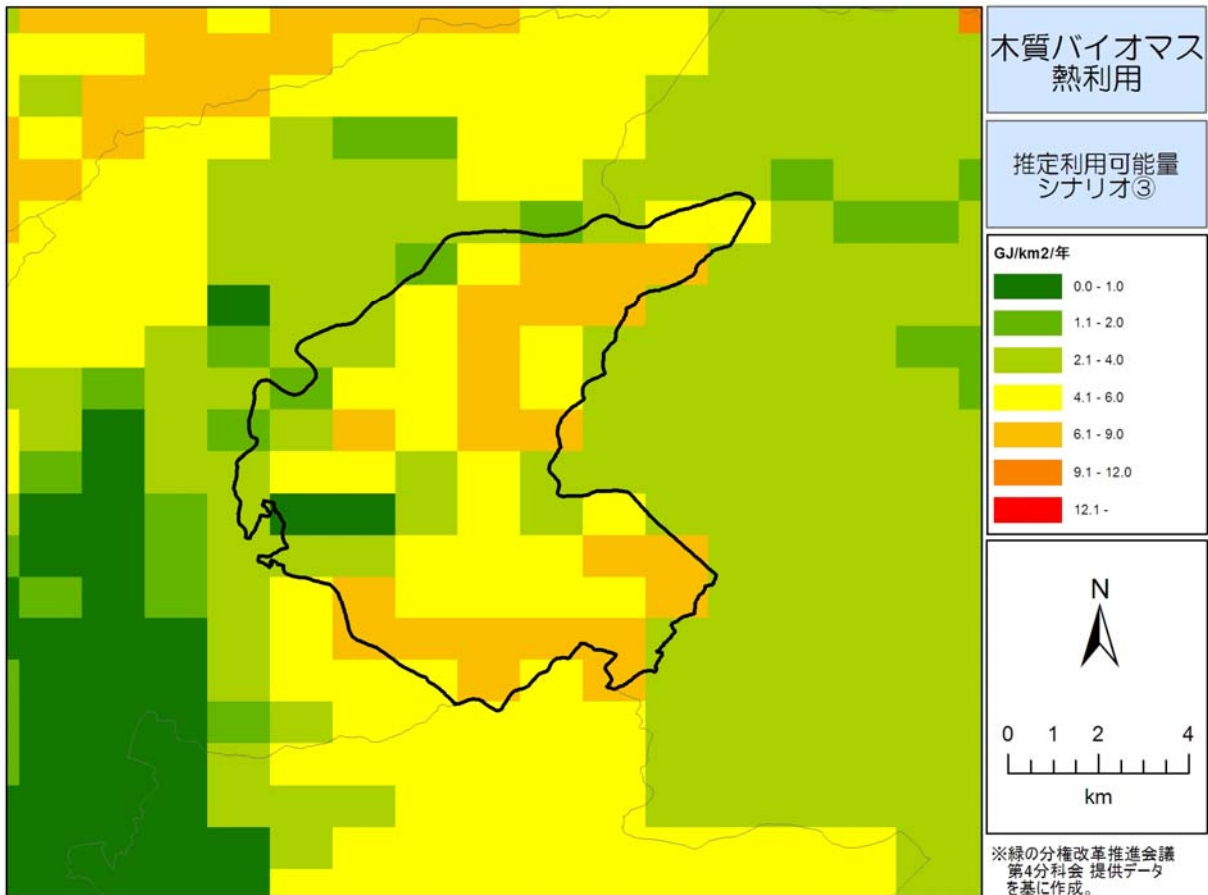 木質バイオマス
熱利用
推定利用可能量
シナリオ③
GJ/km2/年
0.0 - 1.0
1.1 - 2.0
2.1 - 4.0
4.1 - 6.0
6.1 - 9.0
9.1 - 12.0
12.1 -
N
0 1 2 4
km
※緑の分権改革推進会議
第4分科会 提供データ
を基に作成。